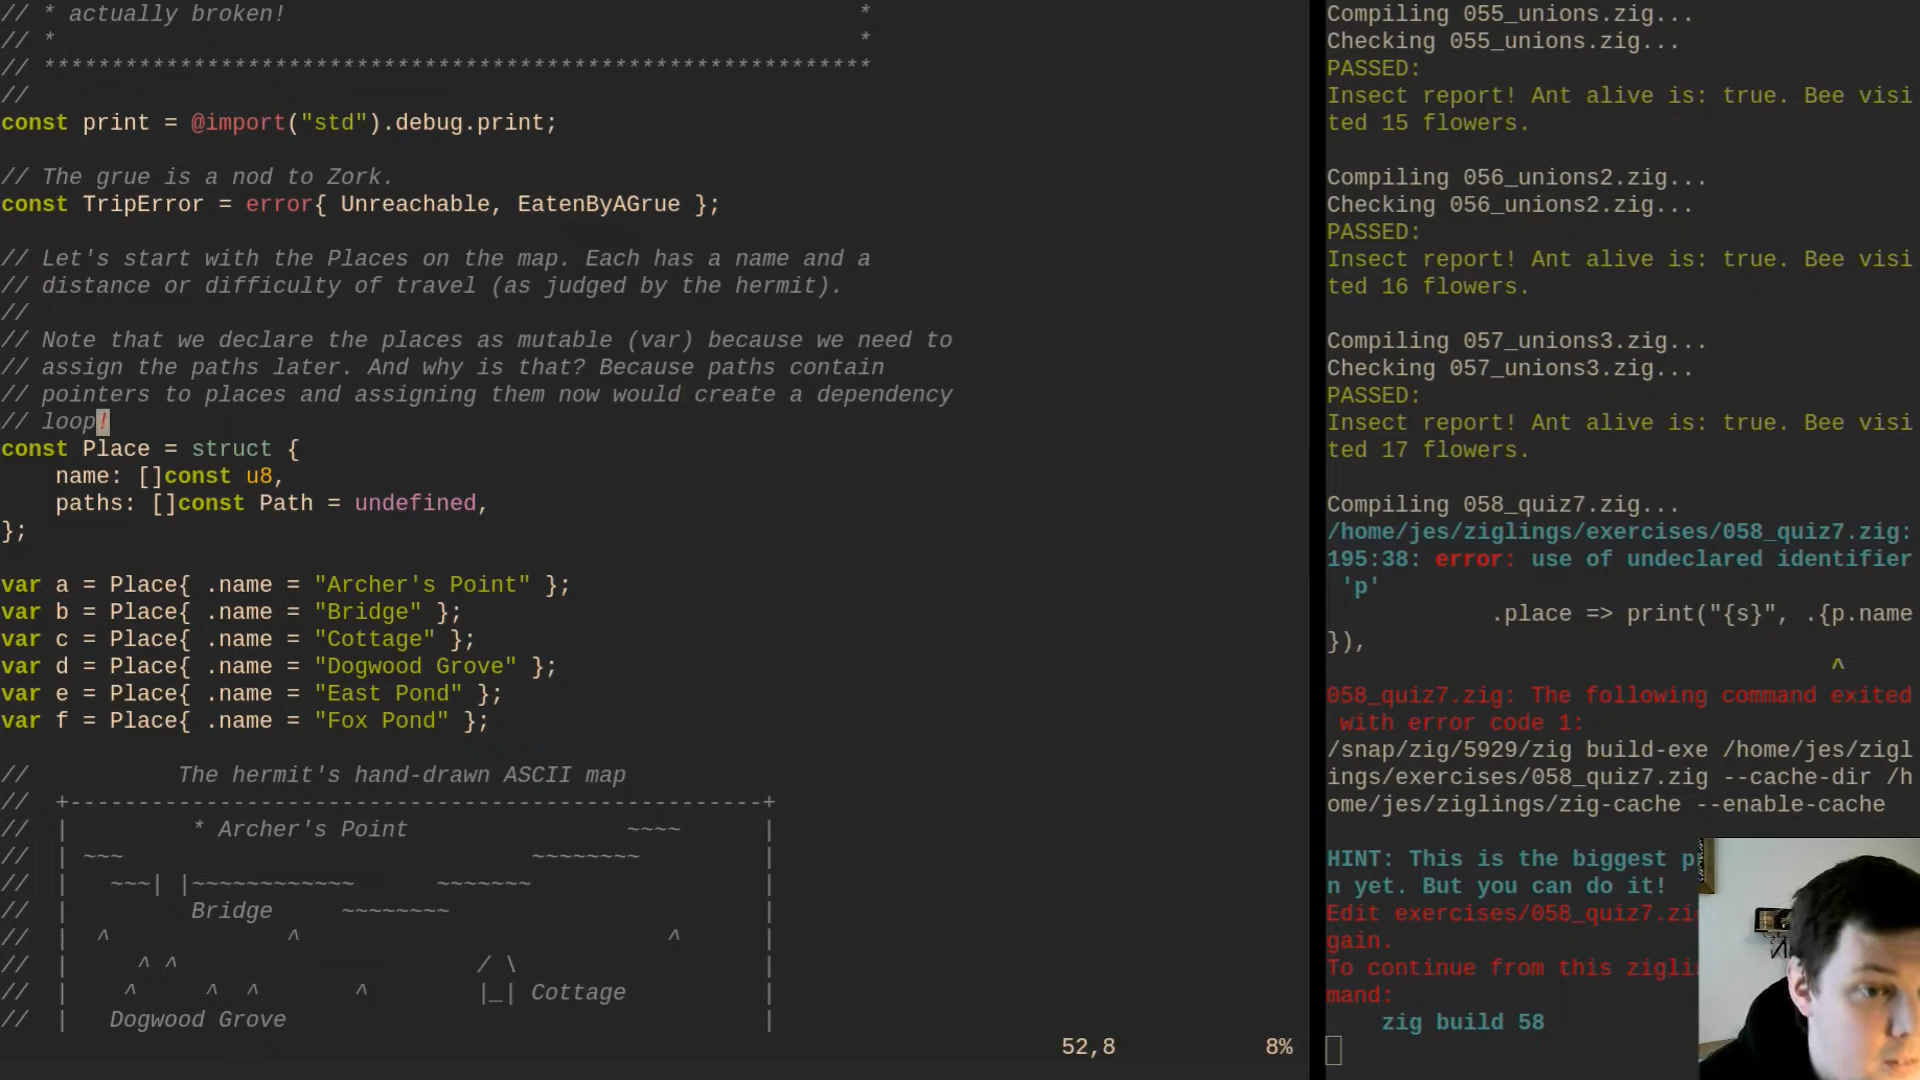 // * actually broken!                                           *
// *                                                            *
// *************************************************************
//
const print = @import("std").debug.print;
// The grue is a nod to Zork.
const TripError = error{ Unreachable, EatenByAGrue };
// Let's start with the Places on the map. Each has a name and a
// distance or difficulty of travel (as judged by the hermit).
//
// Note that we declare the places as mutable (var) because we need to
// assign the paths later. And why is that? Because paths contain
// pointers to places and assigning them now would create a dependency
// loop!
const Place = struct {
    name: []const u8,
    paths: []const Path = undefined,
};
var a = Place{ .name = "Archer's Point" };
var b = Place{ .name = "Bridge" };
var c = Place{ .name = "Cottage" };
var d = Place{ .name = "Dogwood Grove" };
var e = Place{ .name = "East Pond" };
var f = Place{ .name = "Fox Pond" };
//           The hermit's hand-drawn ASCII map
//  +---------------------------------------------------+
//  |         * Archer's Point                ~~~~      |
//  | ~~~                              ~~~~~~~~         |
//  |   ~~~| |~~~~~~~~~~~~      ~~~~~~~                 |
//  |         Bridge     ~~~~~~~~                       |
//  |  ^             ^                           ^      |
//  |     ^ ^                      / \                  |
//  |    ^     ^  ^       ^        |_| Cottage          |
//  |   Dogwood Grove                                   |
52,8           8%
Compiling 055_unions.zig...
Checking 055_unions.zig...
PASSED:
Insect report! Ant alive is: true. Bee visi
ted 15 flowers.
Compiling 056_unions2.zig...
Checking 056_unions2.zig...
PASSED:
Insect report! Ant alive is: true. Bee visi
ted 16 flowers.
Compiling 057_unions3.zig...
Checking 057_unions3.zig...
PASSED:
Insect report! Ant alive is: true. Bee visi
ted 17 flowers.
Compiling 058_quiz7.zig...
/home/jes/ziglings/exercises/058_quiz7.zig:
195:38: error: use of undeclared identifier
 'p'
            .place => print("{s}", .{p.name
}),
                                     ^
058_quiz7.zig: The following command exited
 with error code 1:
/snap/zig/5929/zig build-exe /home/jes/zigl
ings/exercises/058_quiz7.zig --cache-dir /h
ome/jes/ziglings/zig-cache --enable-cache
HINT: This is the biggest
n yet. But you can do it!
Edit
gain.
To continue from this
mand:
    zig build 58